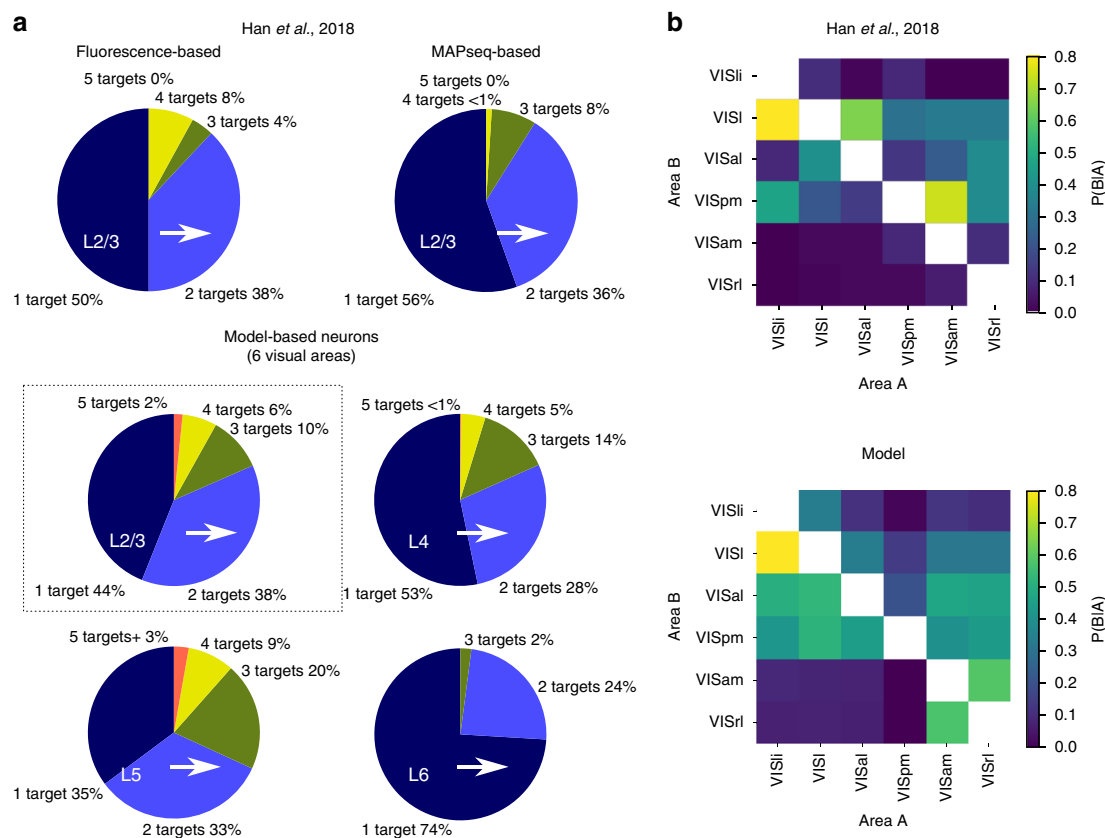 a
Han et al., 2018
Fluorescence-based
MAPseq-based
5 targets 0%
4 targets 8%
3 targets 4%
L2/3
1 target 50%
2 targets 38%
5 targets 0%
4 targets <1%
3 targets 8%
L2/3
1 target 56%
2 targets 36%
Model-based neurons
(6 visual areas)
5 targets 2%
4 targets 6%
3 targets 10%
L2/3
1 target 44%
2 targets 38%
5 targets <1%
4 targets 5%
3 targets 14%
L4
1 target 53%
2 targets 28%
5 targets+ 3%
4 targets 9%
3 targets 20%
L5
1 target 35%
2 targets 33%
3 targets 2%
2 targets 24%
L6
1 target 74%
b
Han et al., 2018
Area B
VISli
VISl
VISal
VISpm
VISam
VISrl
VISli
VISl
VISal
VISpm
VISam
VISrl
Area A
0.8
0.7
0.6
0.5
0.4
0.3
0.2
0.1
0.0
P(B|A)
Model
Area B
VISli
VISl
VISal
VISpm
VISam
VISrl
VISli
VISl
VISal
VISpm
VISam
VISrl
Area A
0.8
0.7
0.6
0.5
0.4
0.3
0.2
0.1
0.0
P(B|A)